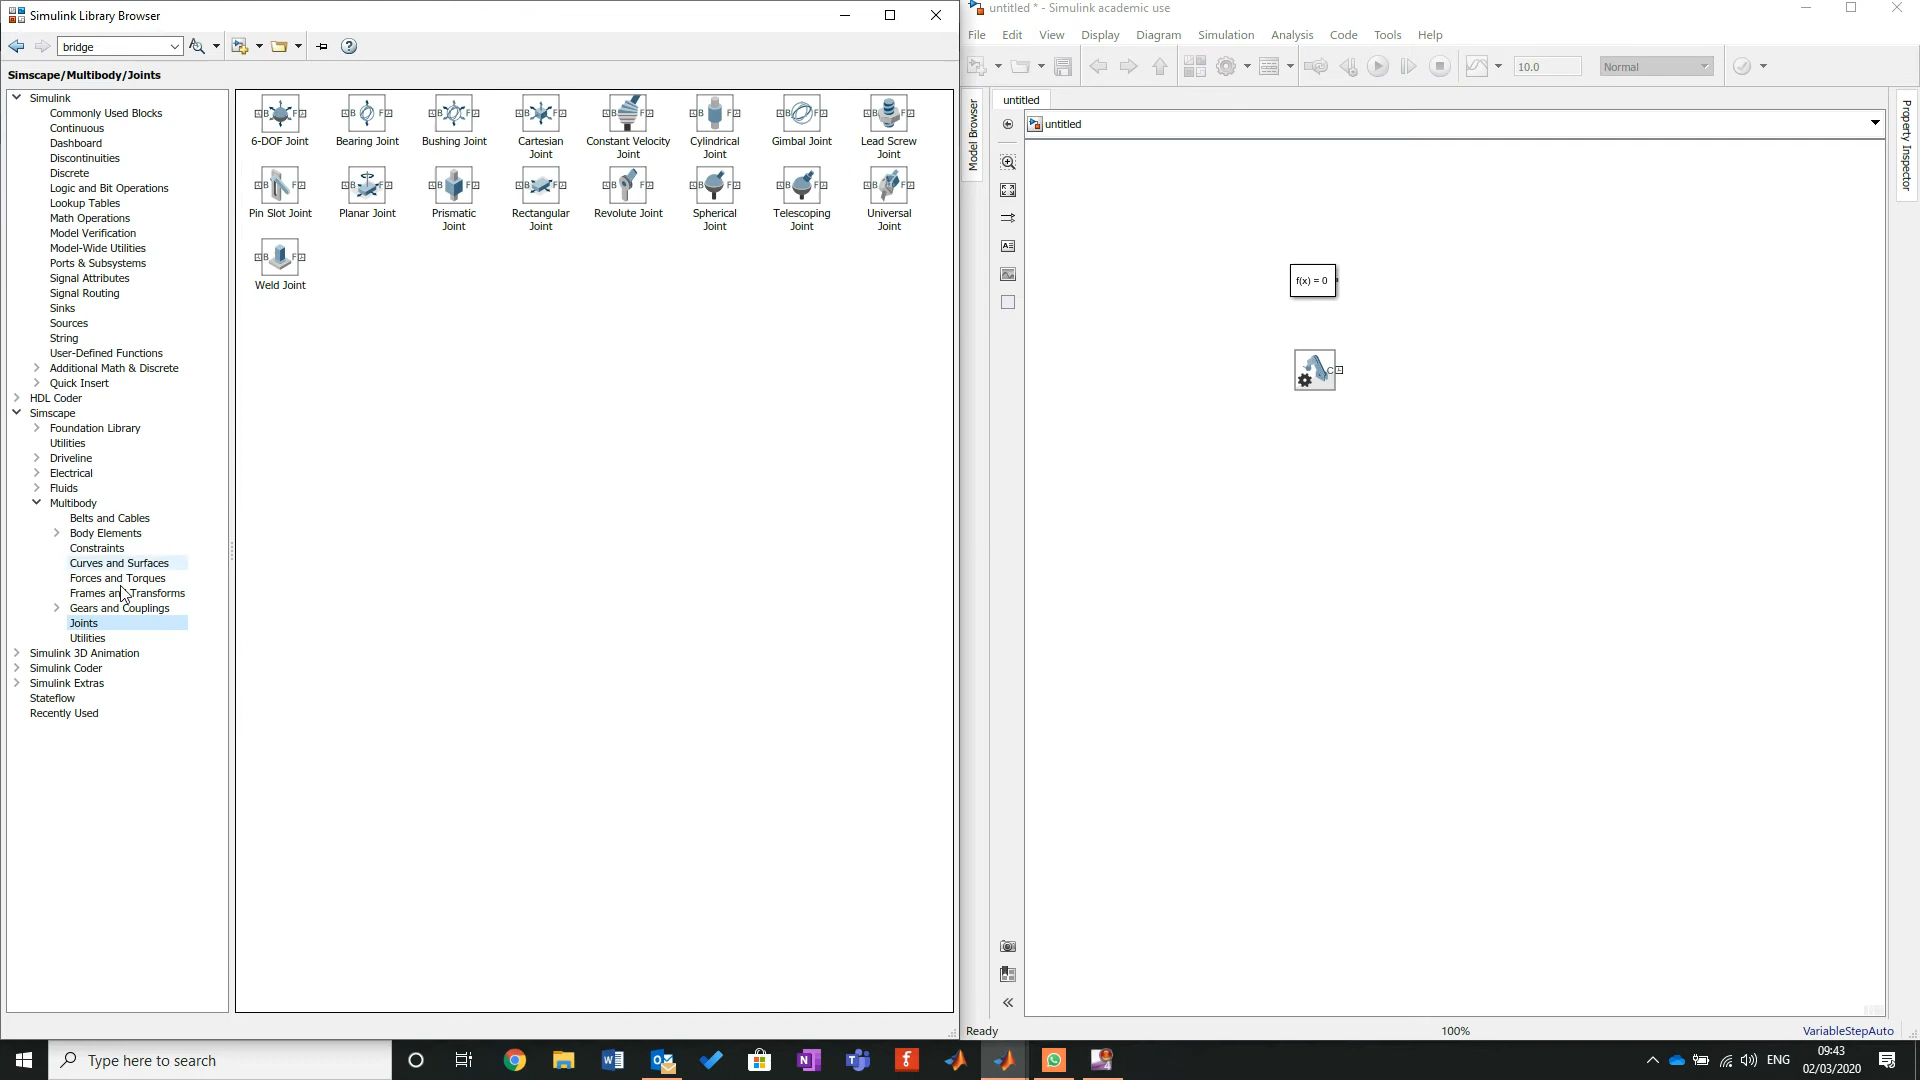 Simulink Library Browser
bridge
Simscape/Multibody/Joints
Simulink
Commonly Used Blocks
Continuous
Dashboard
Discontinuities
Discrete
Logic and Bit Operations
Lookup Tables
Math Operations
Model Verification
Model-Wide Utilities
Ports & Subsystems
Signal Attributes
Signal Routing
Sinks
Sources
String
User-Defined Functions
Additional Math & Discrete
Quick Insert
HDL Coder
Simscape
Foundation Library
Utilities
Driveline
Electrical
Fluids
Multibody
Belts and Cables
Body Elements
Constraints
Curves and Surfaces
Forces and Torques
Frames and Transforms
Gears and Couplings
Joints
Utilities
Simulink 3D Animation
Simulink Coder
Simulink Extras
Stateflow
Recently Used
B F B F B F B F B F B F B F B F
6-DOF Joint Bearing Joint Bushing Joint Cartesian Joint Constant Velocity Joint Cylindrical Joint Gimbal Joint Lead Screw Joint
B F B F B F B F B F B F B F B F
Pin Slot Joint Planar Joint Prismatic Joint Rectangular Joint Revolute Joint Spherical Joint Telescoping Joint Universal Joint
B F
Weld Joint
untitled * - Simulink academic use
File Edit View Display Diagram Simulation Analysis Code Tools Help
10.0 Normal
Model Browser
untitled
untitled
Property Inspector
f(x) = 0
C
Ready 100% VariableStepAuto
Type here to search
ENG
09:43
02/03/2020